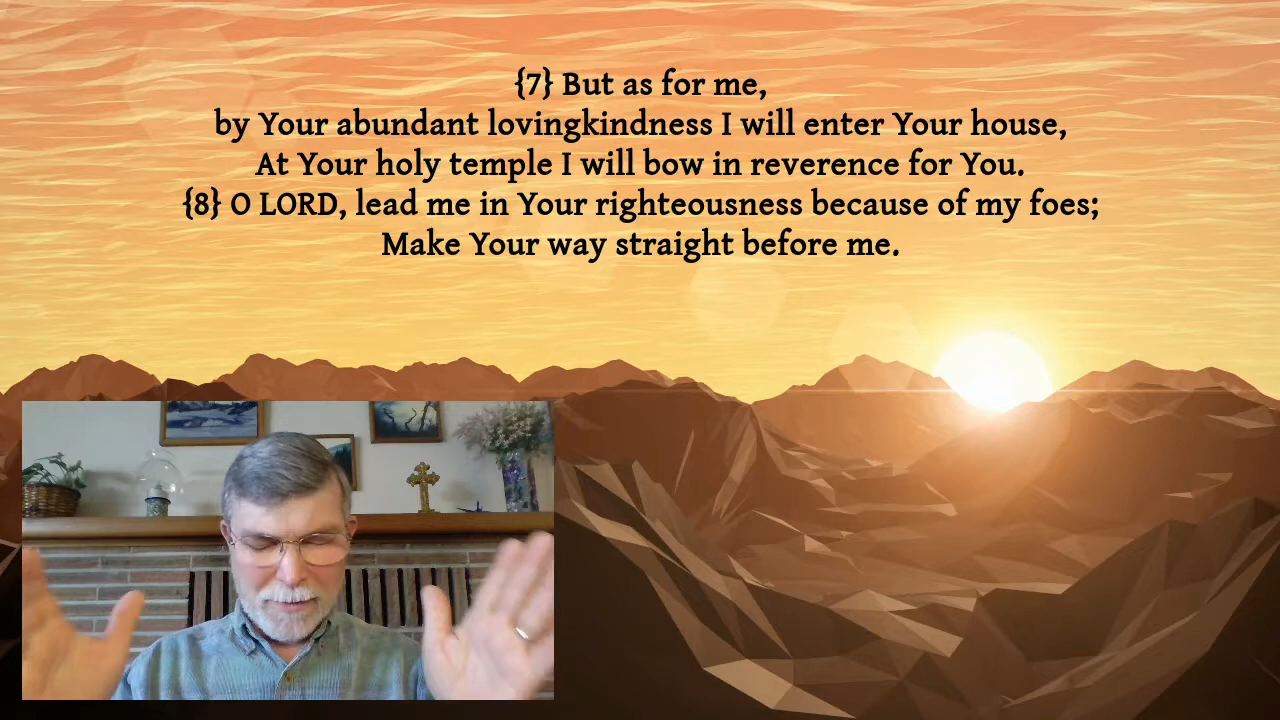 {7} But as for me,
by Your abundant lovingkindness I will enter Your house,
At Your holy temple I will bow in reverence for You.
{8} O LORD, lead me in Your righteousness because of my foes;
Make Your way straight before me.